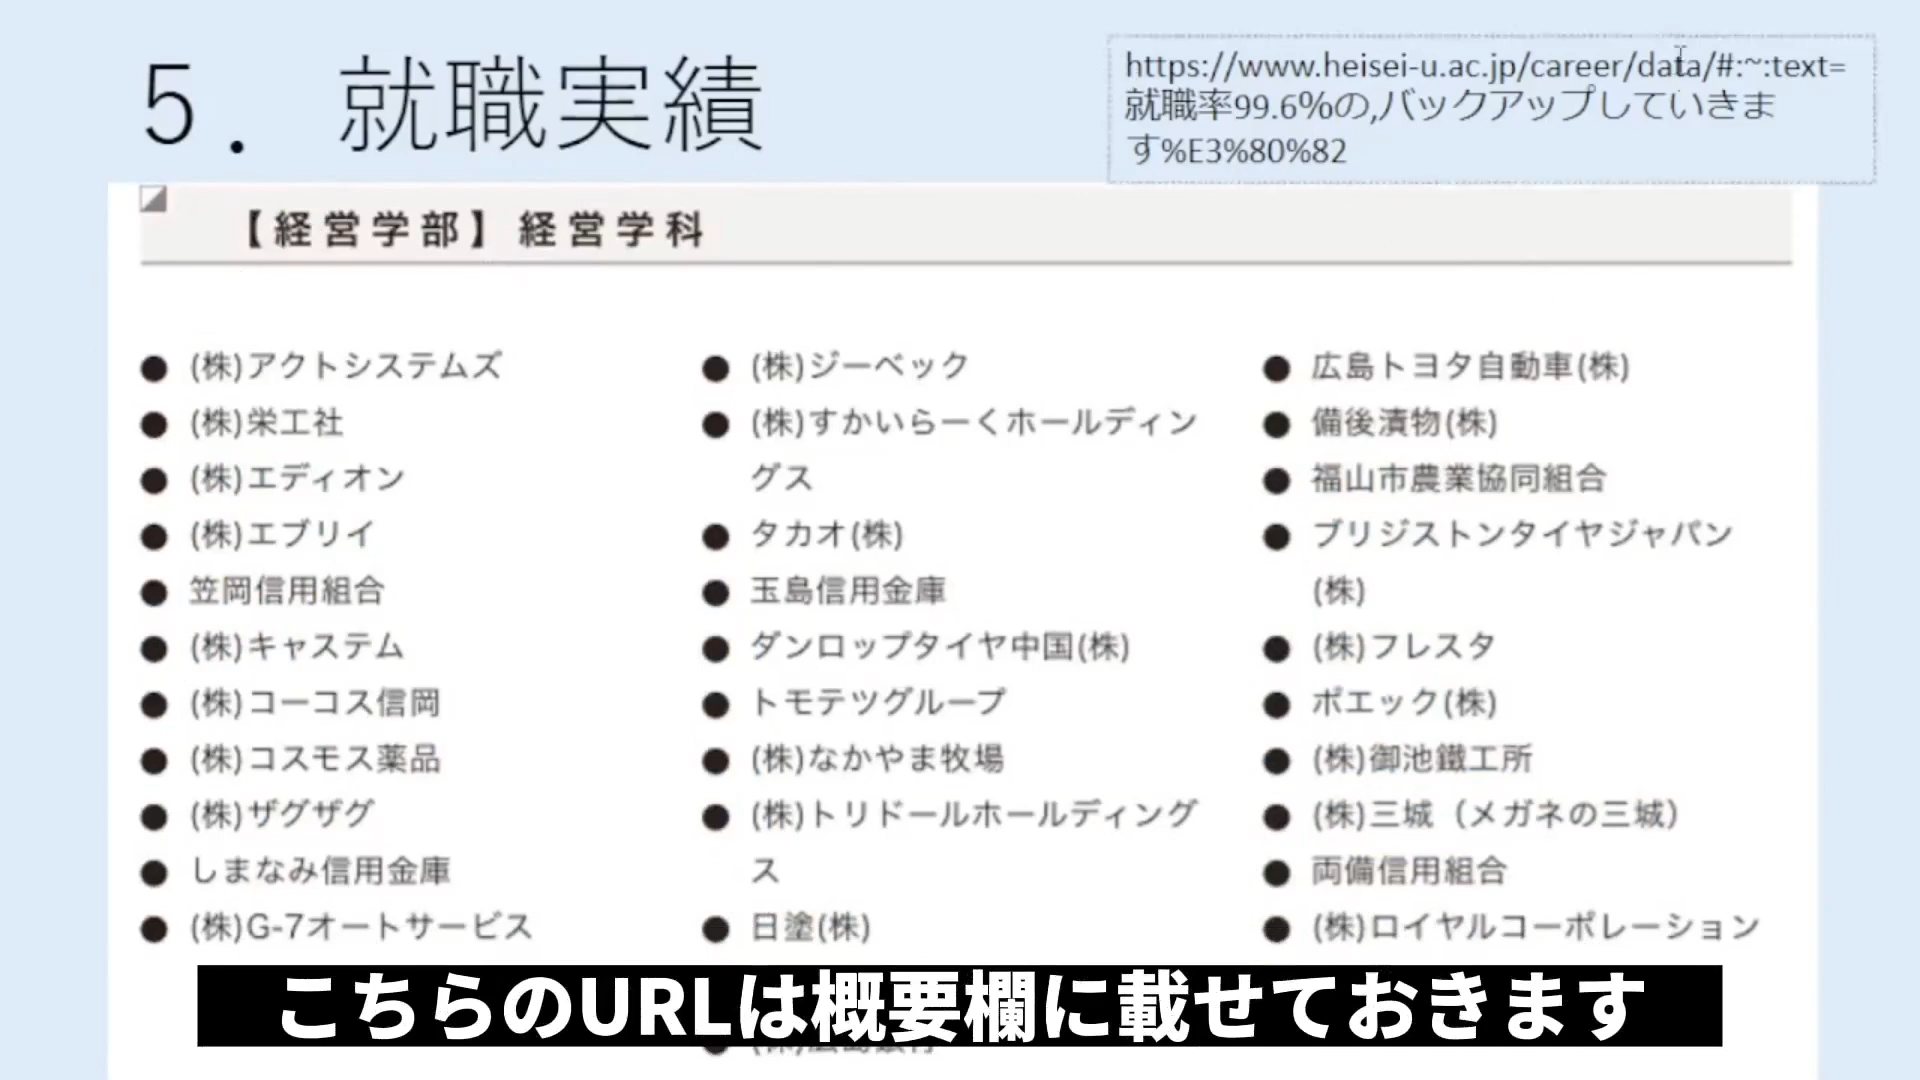 5. 就職実績
https://www.heisei-u.ac.jp/career/data/#:~:text=
就職率99.6%の,バックアップしていきま
す%E3%80%82
【経営学部】経営学科
(株)アクトシステムズ
(株)栄工社
(株)エディオン
(株)エブリイ
笠岡信用組合
(株)キャステム
(株)コーコス信岡
(株)コスモス薬品
(株)ザグザグ
しまなみ信用金庫
(株)G-7オートサービス
(株)ジーベック
(株)すかいらーくホールディン
グス
タカオ(株)
玉島信用金庫
ダンロップタイヤ中国(株)
トモテツグループ
(株)なかやま牧場
(株)トリドールホールディング
ス
日塗(株)
広島トヨタ自動車(株)
備後漬物(株)
福山市農業協同組合
ブリジストンタイヤジャパン
(株)
(株)フレスタ
ポエック(株)
(株)御池鐵工所
(株)三城（メガネの三城）
両備信用組合
(株)ロイヤルコーポレーション
こちらのURLは概要欄に載せておきます